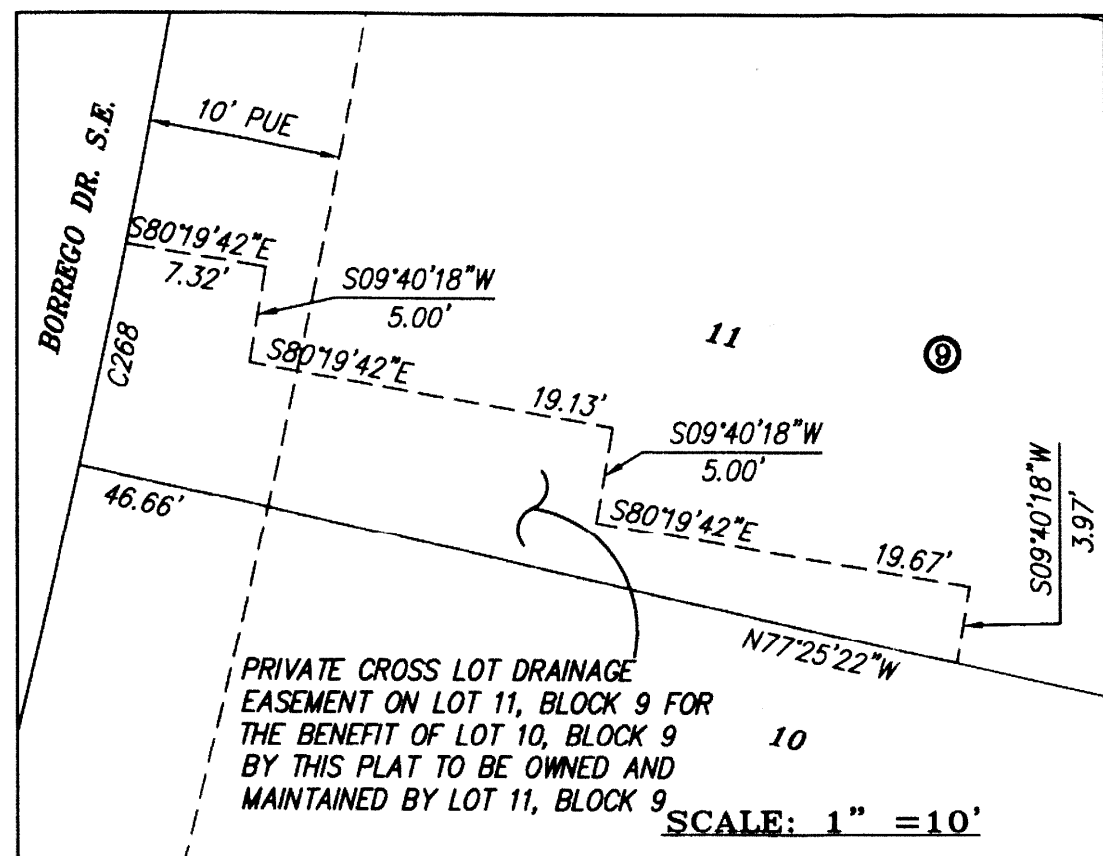 10' PUE
BORREGO DR. S.E.
S80°19'42"E
7.32'
S09°40'18"W
5.00'
C268
S80°19'42"E
19.13'
11
9
S09°40'18"W
5.00'
46.66'
S80°19'42"E
19.67'
S09°40'18"W
3.97'
N77°25'22"W
PRIVATE CROSS LOT DRAINAGE
EASEMENT ON LOT 11, BLOCK 9 FOR
THE BENEFIT OF LOT 10, BLOCK 9
BY THIS PLAT TO BE OWNED AND
MAINTAINED BY LOT 11, BLOCK 9
10
SCALE: 1" =10'